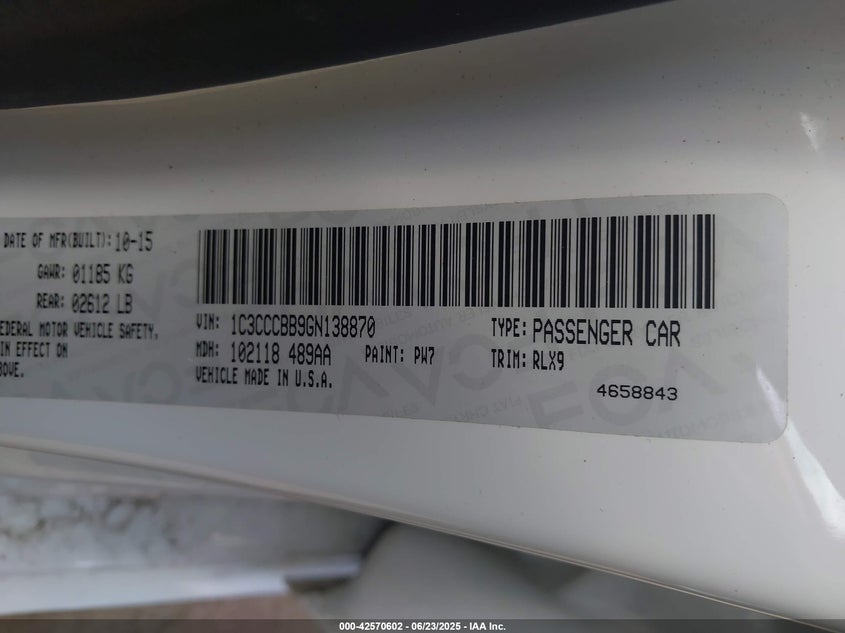 DATE OF MFR(BUILT): 10-15
GAWR: 01185 KG
REAR: 02612 LB
EDERAL MOTOR VEHICLE SAFETY,
IN EFFECT ON
BOVE.
VIN: 1C3CCCBB9GN138870
TYPE: PASSENGER CAR
MDH: 102118 489AA
PAINT: PW7
TRIM: RLX9
VEHICLE MADE IN U.S.A.
4658843
000-42570602 - 06/23/2025 - IAA Inc.